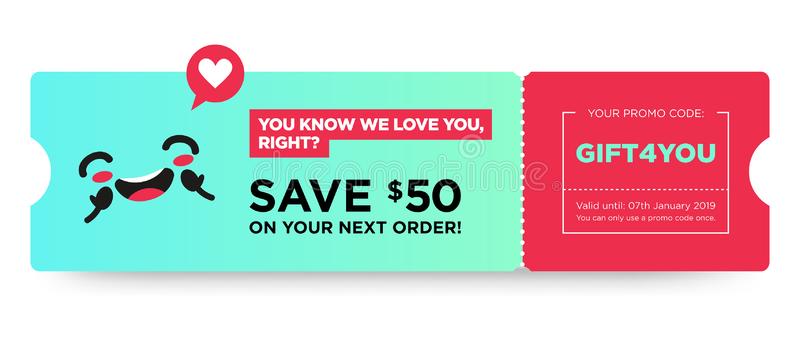 YOU KNOW WE LOVE YOU,
RIGHT?
SAVE $50
ON YOUR NEXT ORDER!
YOUR PROMO CODE:
GIFT4YOU
Valid until: 07th January 2019
You can only use a promo code once.
dreamstime